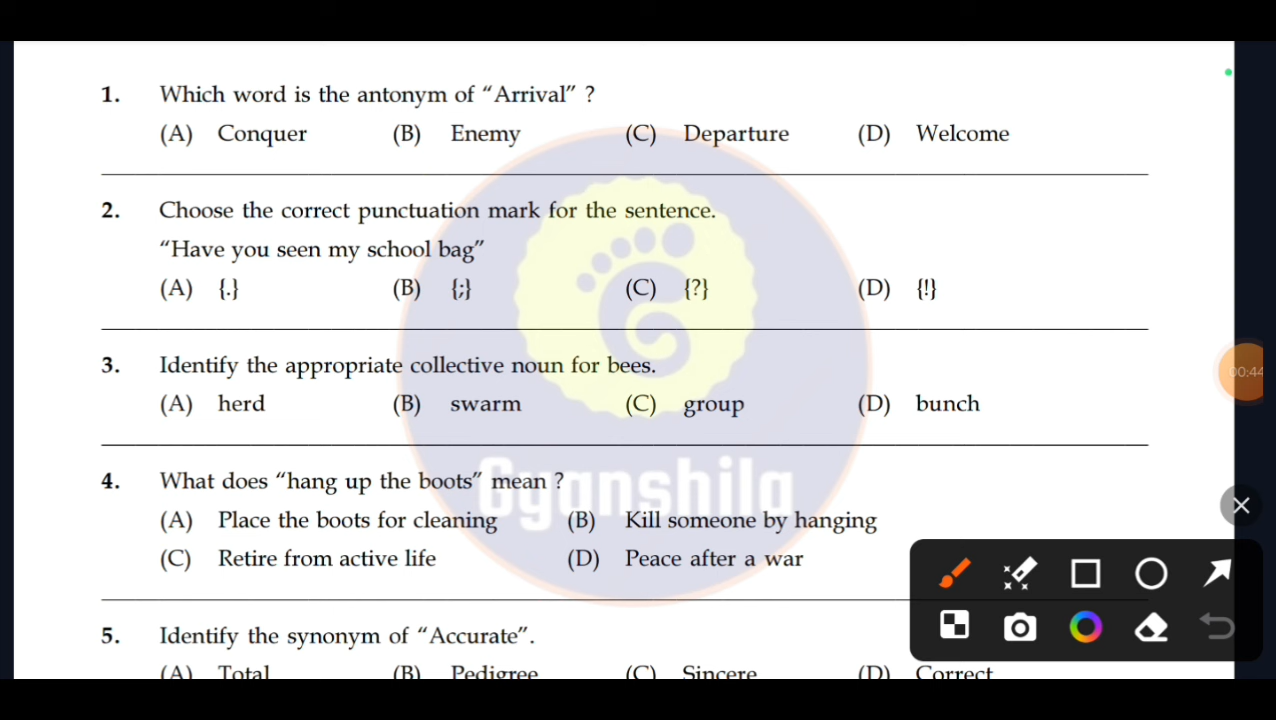 1. Which word is the antonym of “Arrival” ?
(A) Conquer (B) Enemy (C) Departure (D) Welcome
2. Choose the correct punctuation mark for the sentence.
“Have you seen my school bag”
(A) {.} (B) {;} (C) {?} (D) {!}
3. Identify the appropriate collective noun for bees.
(A) herd (B) swarm (C) group (D) bunch
00:44
Gyanshila
4. What does “hang up the boots” mean ?
(A) Place the boots for cleaning (B) Kill someone by hanging
(C) Retire from active life (D) Peace after a war
5. Identify the synonym of “Accurate”.
(A) Total (B) Pedigree (C) Sincere (D) Correct